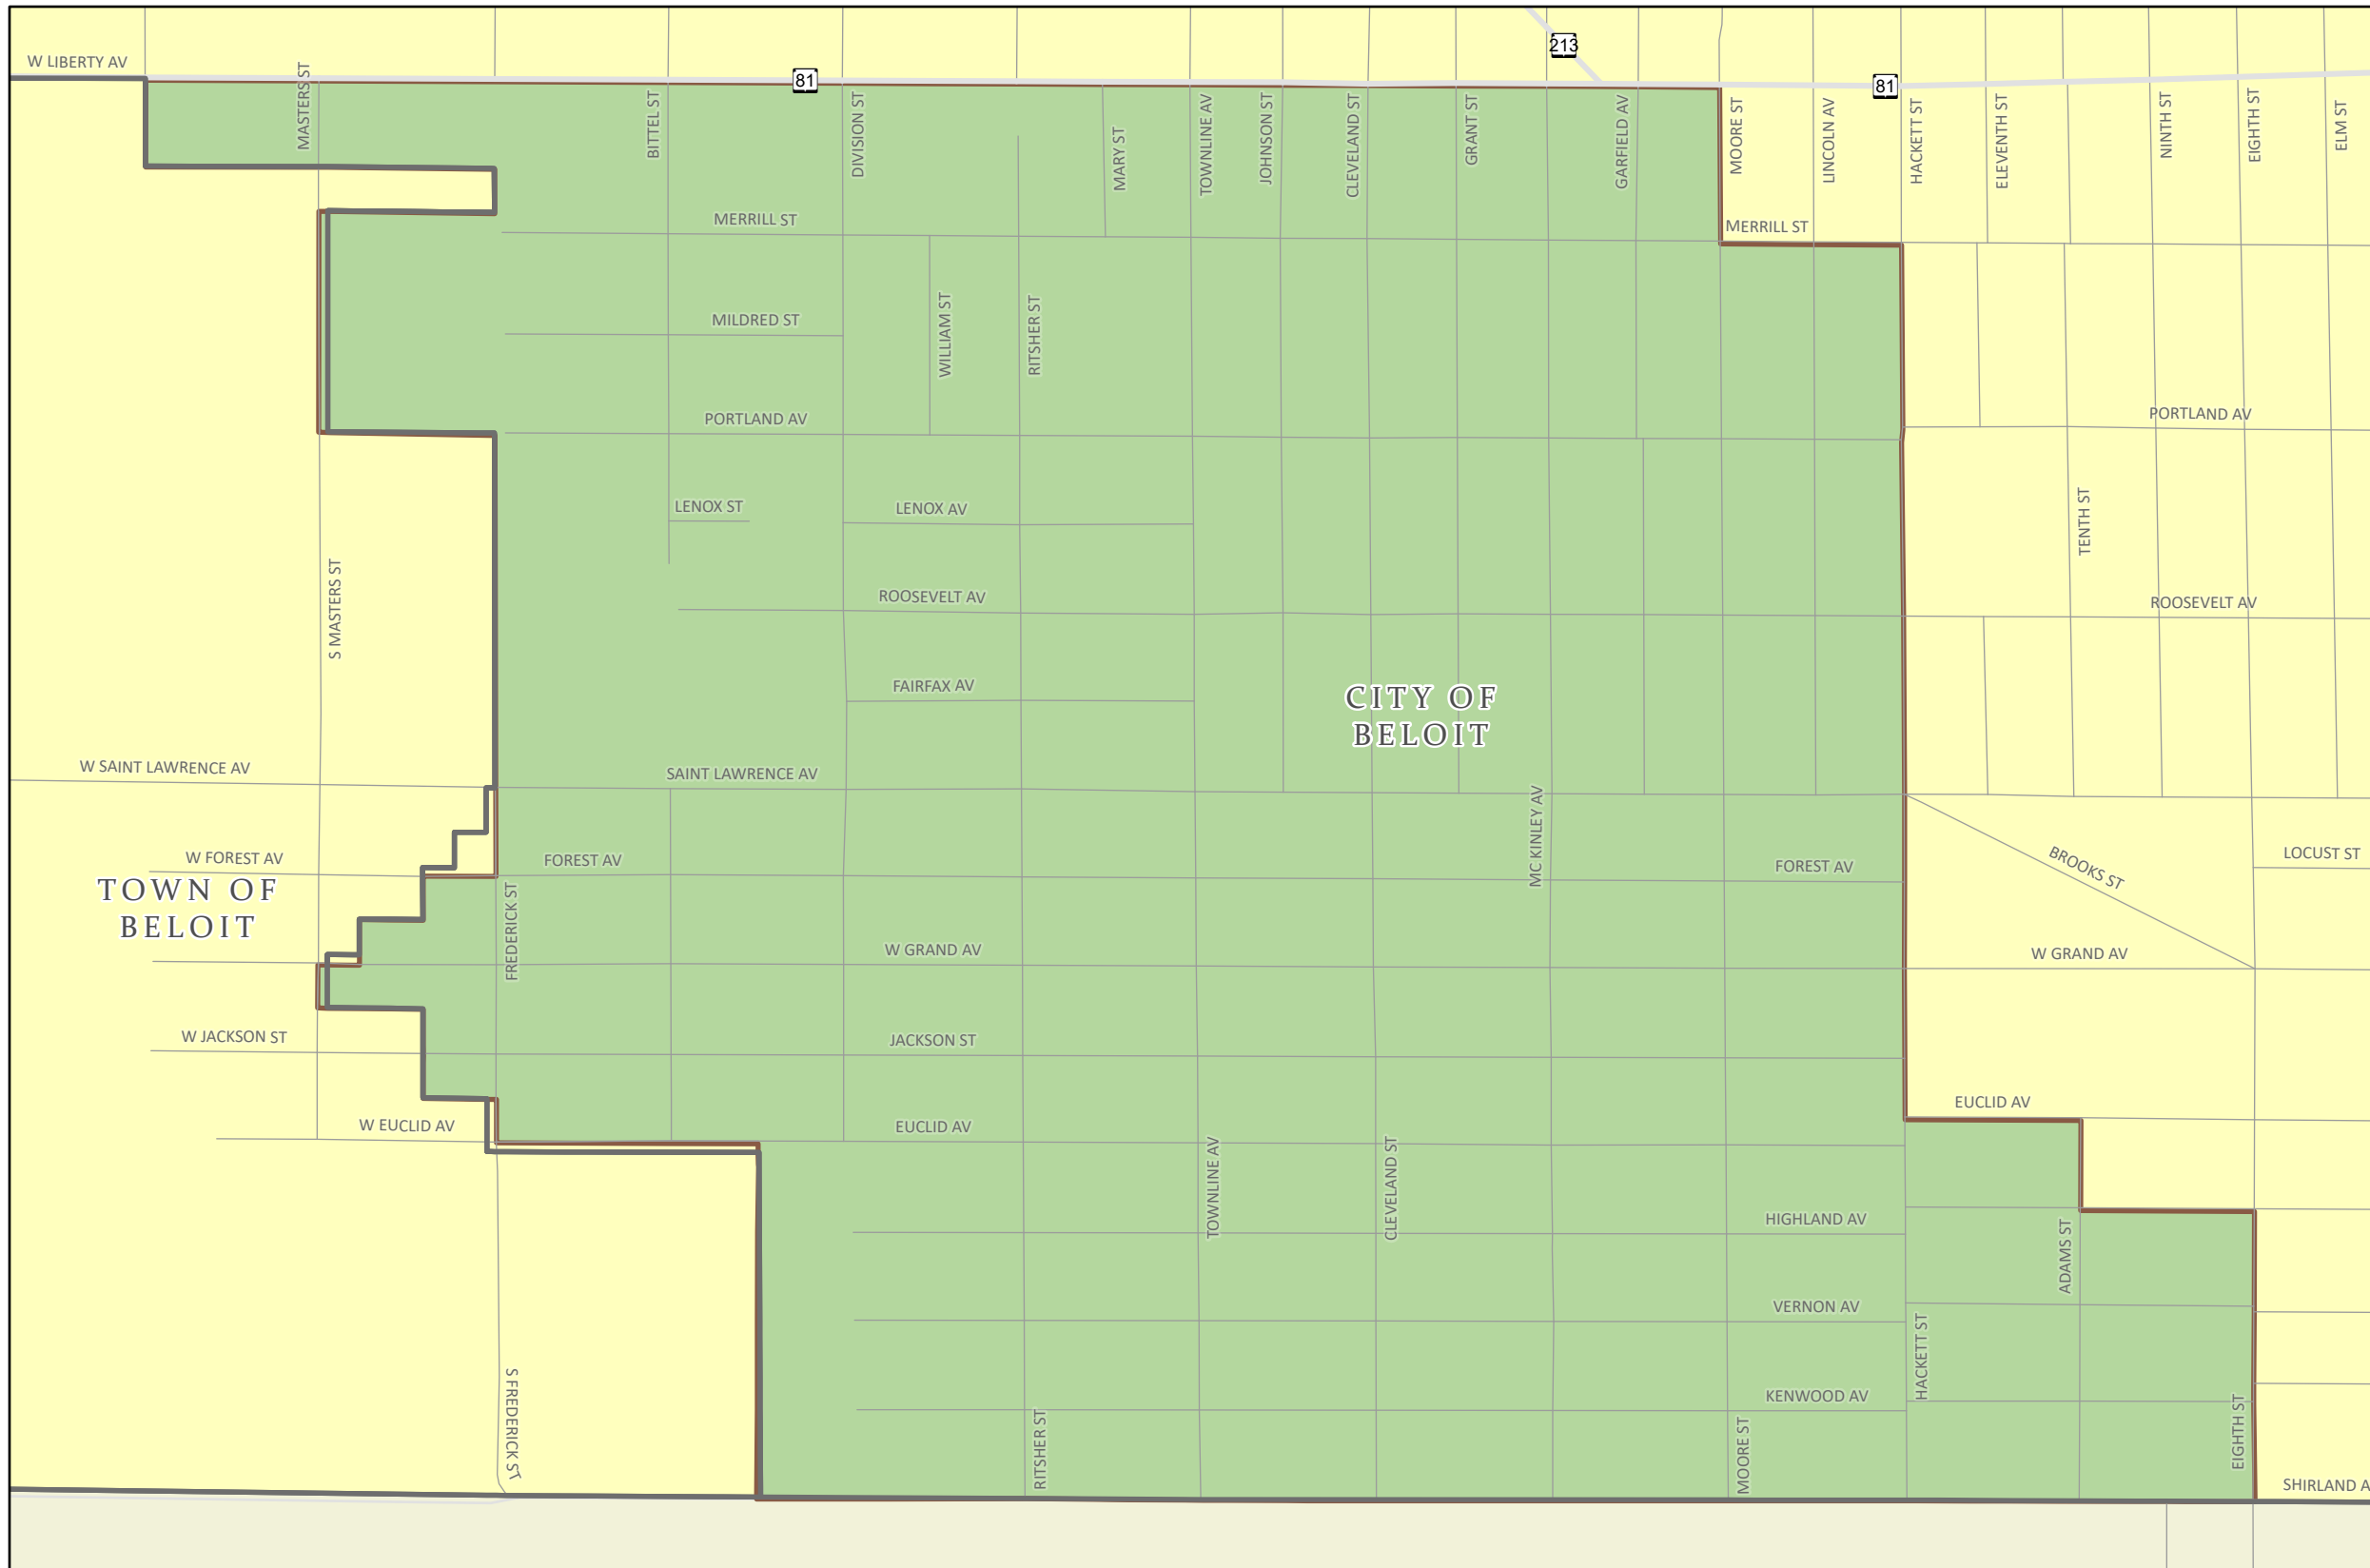 213
W LIBERTY AV
81
81
MASTERS ST
BITTEL ST
DIVISION ST
MARY ST
TOWNLINE AV
JOHNSON ST
CLEVELAND ST
GRANT ST
GARFIELD AV
MOORE ST
LINCOLN AV
HACKETT ST
ELEVENTH ST
NINTH ST
EIGHTH ST
ELM ST
MERRILL ST
MERRILL ST
MILDRED ST
WILLIAM ST
RITSHER ST
PORTLAND AV
PORTLAND AV
LENOX ST
LENOX AV
TENTH ST
S MASTERS ST
ROOSEVELT AV
ROOSEVELT AV
FAIRFAX AV
CITY OF
BELOIT
W SAINT LAWRENCE AV
SAINT LAWRENCE AV
MC KINLEY AV
W FOREST AV
FOREST AV
FOREST AV
BROOKS ST
LOCUST ST
TOWN OF
BELOIT
FREDERICK ST
W GRAND AV
W GRAND AV
W JACKSON ST
JACKSON ST
W EUCLID AV
EUCLID AV
EUCLID AV
TOWNLINE AV
CLEVELAND ST
HIGHLAND AV
ADAMS ST
VERNON AV
HACKETT ST
S FREDERICK ST
KENWOOD AV
RITSHER ST
MOORE ST
EIGHTH ST
SHIRLAND A